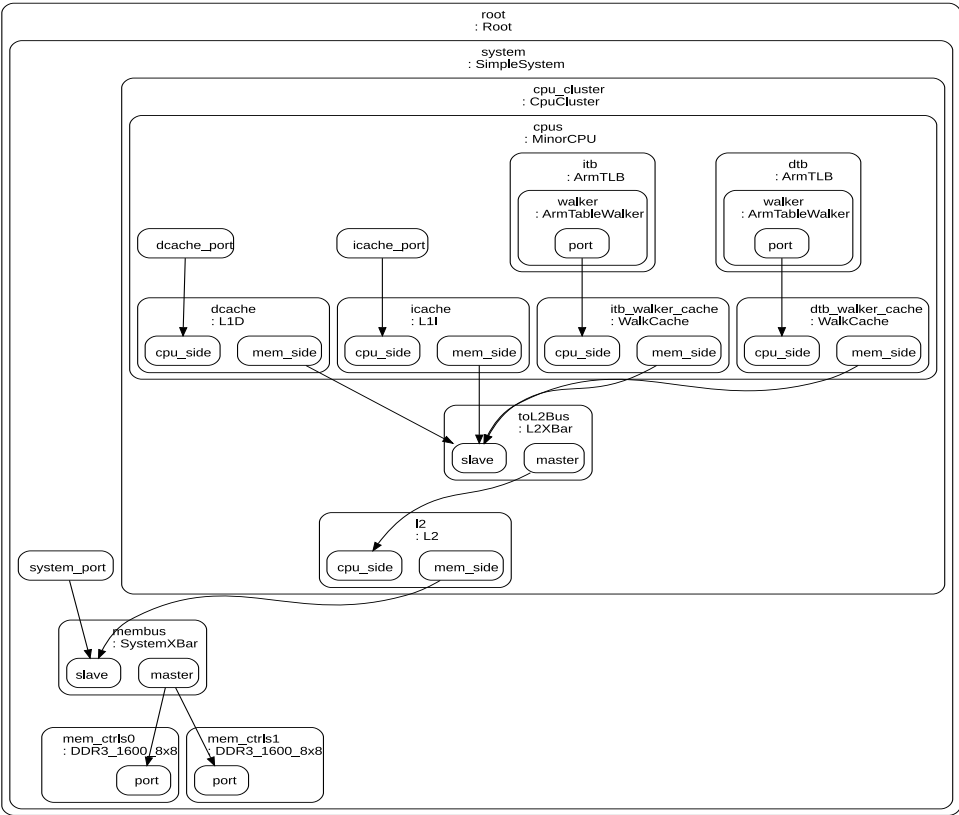 root
: Root
system
: SimpleSystem
cpu_cluster
: CpuCluster
cpus
: MinorCPU
itb
: ArmTLB
dtb
: ArmTLB
walker
: ArmTableWalker
walker
: ArmTableWalker
dcache_port
icache_port
port
port
dcache
: L1D
icache
: L1I
itb_walker_cache
: WalkCache
dtb_walker_cache
: WalkCache
cpu_side
mem_side
cpu_side
mem_side
cpu_side
mem_side
cpu_side
mem_side
toL2Bus
: L2XBar
slave
master
l2
: L2
system_port
cpu_side
mem_side
membus
: SystemXBar
slave
master
mem_ctrls0
: DDR3_1600_8x8
mem_ctrls1
: DDR3_1600_8x8
port
port